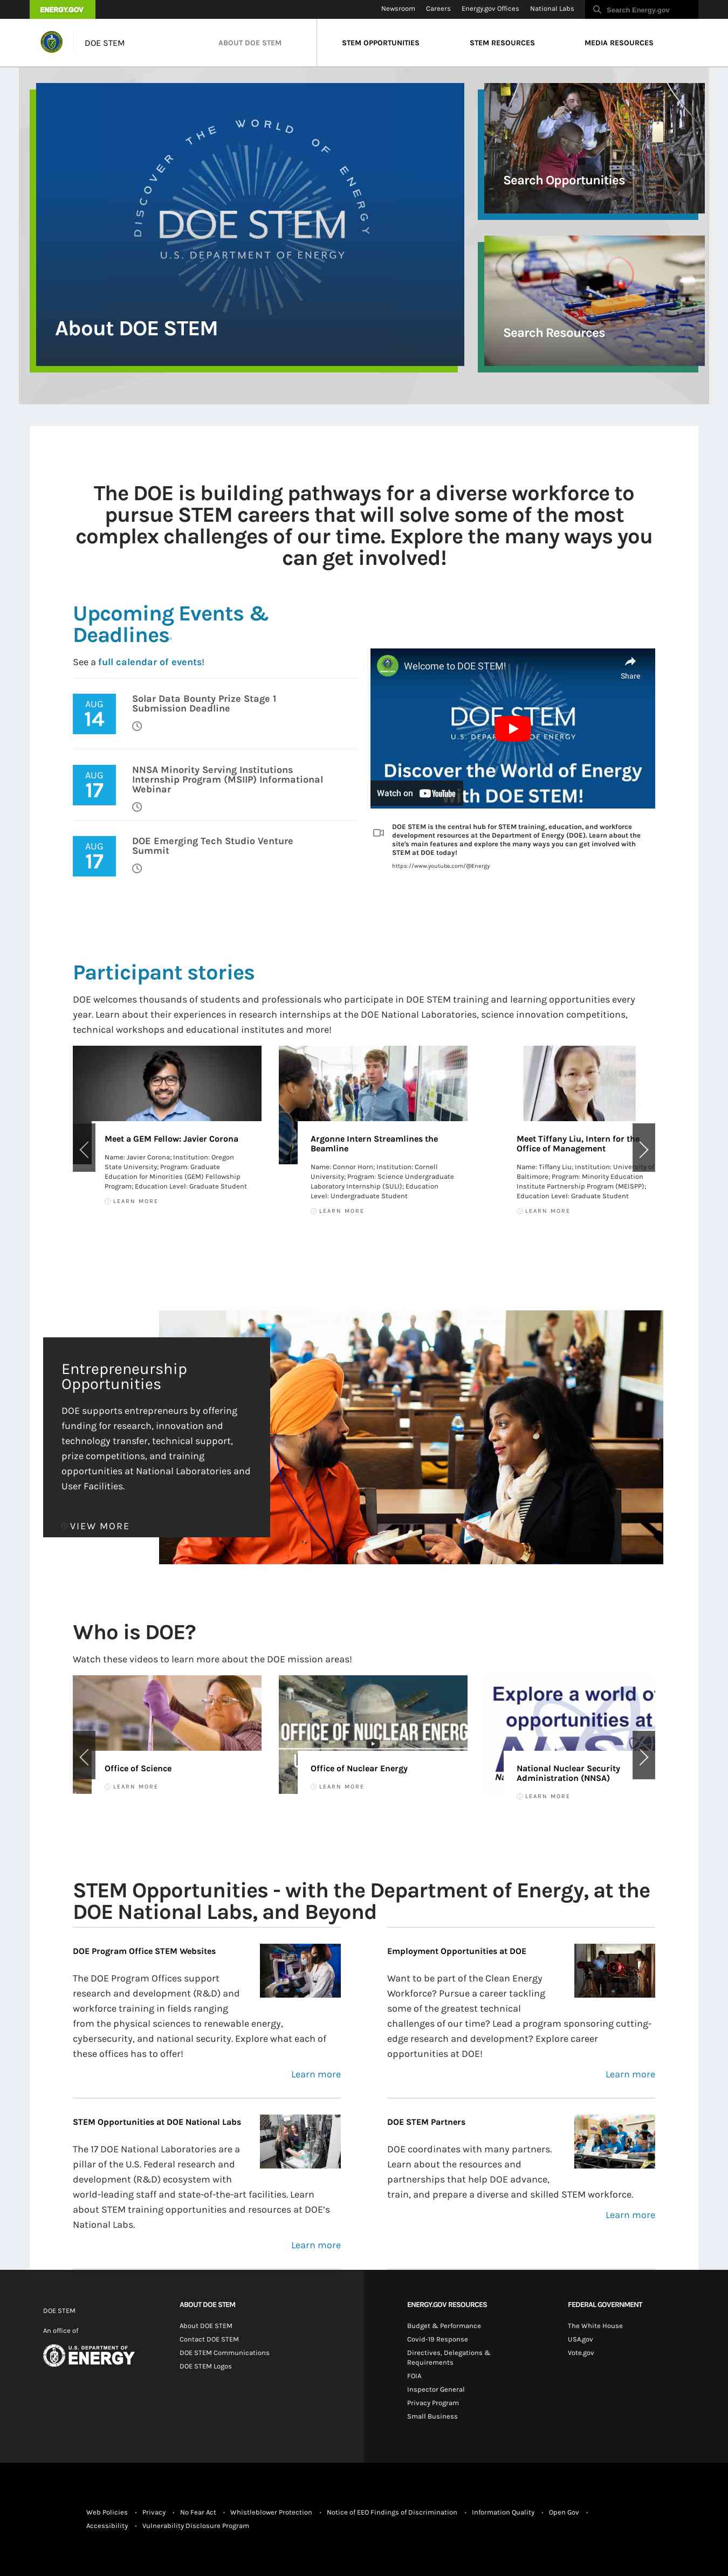 ENERGY.GOV
Newsroom Careers Energy.gov Offices National Labs Search Energy.gov
DOE STEM ABOUT DOE STEM STEM OPPORTUNITIES STEM RESOURCES MEDIA RESOURCES
DISCOVER THE WORLD OF ENERGY
DOE STEM
U.S. DEPARTMENT OF ENERGY
About DOE STEM
Search Opportunities
Search Resources
The DOE is building pathways for a diverse workforce to
pursue STEM careers that will solve some of the most
complex challenges of our time. Explore the many ways you
can get involved!
Upcoming Events &
Deadlines
See a full calendar of events!
AUG
14
Solar Data Bounty Prize Stage 1
Submission Deadline
AUG
17
NNSA Minority Serving Institutions
Internship Program (MSIIP) Informational
Webinar
AUG
17
DOE Emerging Tech Studio Venture
Summit
Welcome to DOE STEM!
Share
U.S. DEPARTMENT OF ENERGY
Discover the World of Energy
with DOE STEM!
Watch on YouTube
DOE STEM is the central hub for STEM training, education, and workforce
development resources at the Department of Energy (DOE). Learn about the
site's main features and explore the many ways you can get involved with
STEM at DOE today!
https://www.youtube.com/@Energy
Participant stories
DOE welcomes thousands of students and professionals who participate in DOE STEM training and learning opportunities every
year. Learn about their experiences in research internships at the DOE National Laboratories, science innovation competitions,
technical workshops and educational institutes and more!
Meet a GEM Fellow: Javier Corona
Name: Javier Corona; Institution: Oregon
State University; Program: Graduate
Education for Minorities (GEM) Fellowship
Program; Education Level: Graduate Student
LEARN MORE
Argonne Intern Streamlines the
Beamline
Name: Connor Horn; Institution: Cornell
University; Program: Science Undergraduate
Laboratory Internship (SULI); Education
Level: Undergraduate Student
LEARN MORE
Meet Tiffany Liu, Intern for the
Office of Management
Name: Tiffany Liu; Institution: University of
Baltimore; Program: Minority Education
Institute Partnership Program (MEISPP);
Education Level: Graduate Student
LEARN MORE
Entrepreneurship
Opportunities
DOE supports entrepreneurs by offering
funding for research, innovation and
technology transfer, technical support,
prize competitions, and training
opportunities at National Laboratories and
User Facilities.
VIEW MORE
Who is DOE?
Watch these videos to learn more about the DOE mission areas!
Office of Science
LEARN MORE
OFFICE OF NUCLEAR ENERG
Office of Nuclear Energy
LEARN MORE
Explore a world o
opportunities at
National Nuclear Security
Administration (NNSA)
LEARN MORE
STEM Opportunities - with the Department of Energy, at the
DOE National Labs, and Beyond
DOE Program Office STEM Websites
The DOE Program Offices support
research and development (R&D) and
workforce training in fields ranging
from the physical sciences to renewable energy,
cybersecurity, and national security. Explore what each of
these offices has to offer!
Learn more
Employment Opportunities at DOE
Want to be part of the Clean Energy
Workforce? Pursue a career tackling
some of the greatest technical
challenges of our time? Lead a program sponsoring cutting-
edge research and development? Explore career
opportunities at DOE!
Learn more
STEM Opportunities at DOE National Labs
The 17 DOE National Laboratories are a
pillar of the U.S. Federal research and
development (R&D) ecosystem with
world-leading staff and state-of-the-art facilities. Learn
about STEM training opportunities and resources at DOE's
National Labs.
Learn more
DOE STEM Partners
DOE coordinates with many partners.
Learn about the resources and
partnerships that help DOE advance,
train, and prepare a diverse and skilled STEM workforce.
Learn more
DOE STEM
An office of
U.S. DEPARTMENT OF
ENERGY
ABOUT DOE STEM
About DOE STEM
Contact DOE STEM
DOE STEM Communications
DOE STEM Logos
ENERGY.GOV RESOURCES
Budget & Performance
Covid-19 Response
Directives, Delegations &
Requirements
FOIA
Inspector General
Privacy Program
Small Business
FEDERAL GOVERNMENT
The White House
USA.gov
Vote.gov
Web Policies • Privacy • No Fear Act • Whistleblower Protection • Notice of EEO Findings of Discrimination • Information Quality • Open Gov •
Accessibility • Vulnerability Disclosure Program